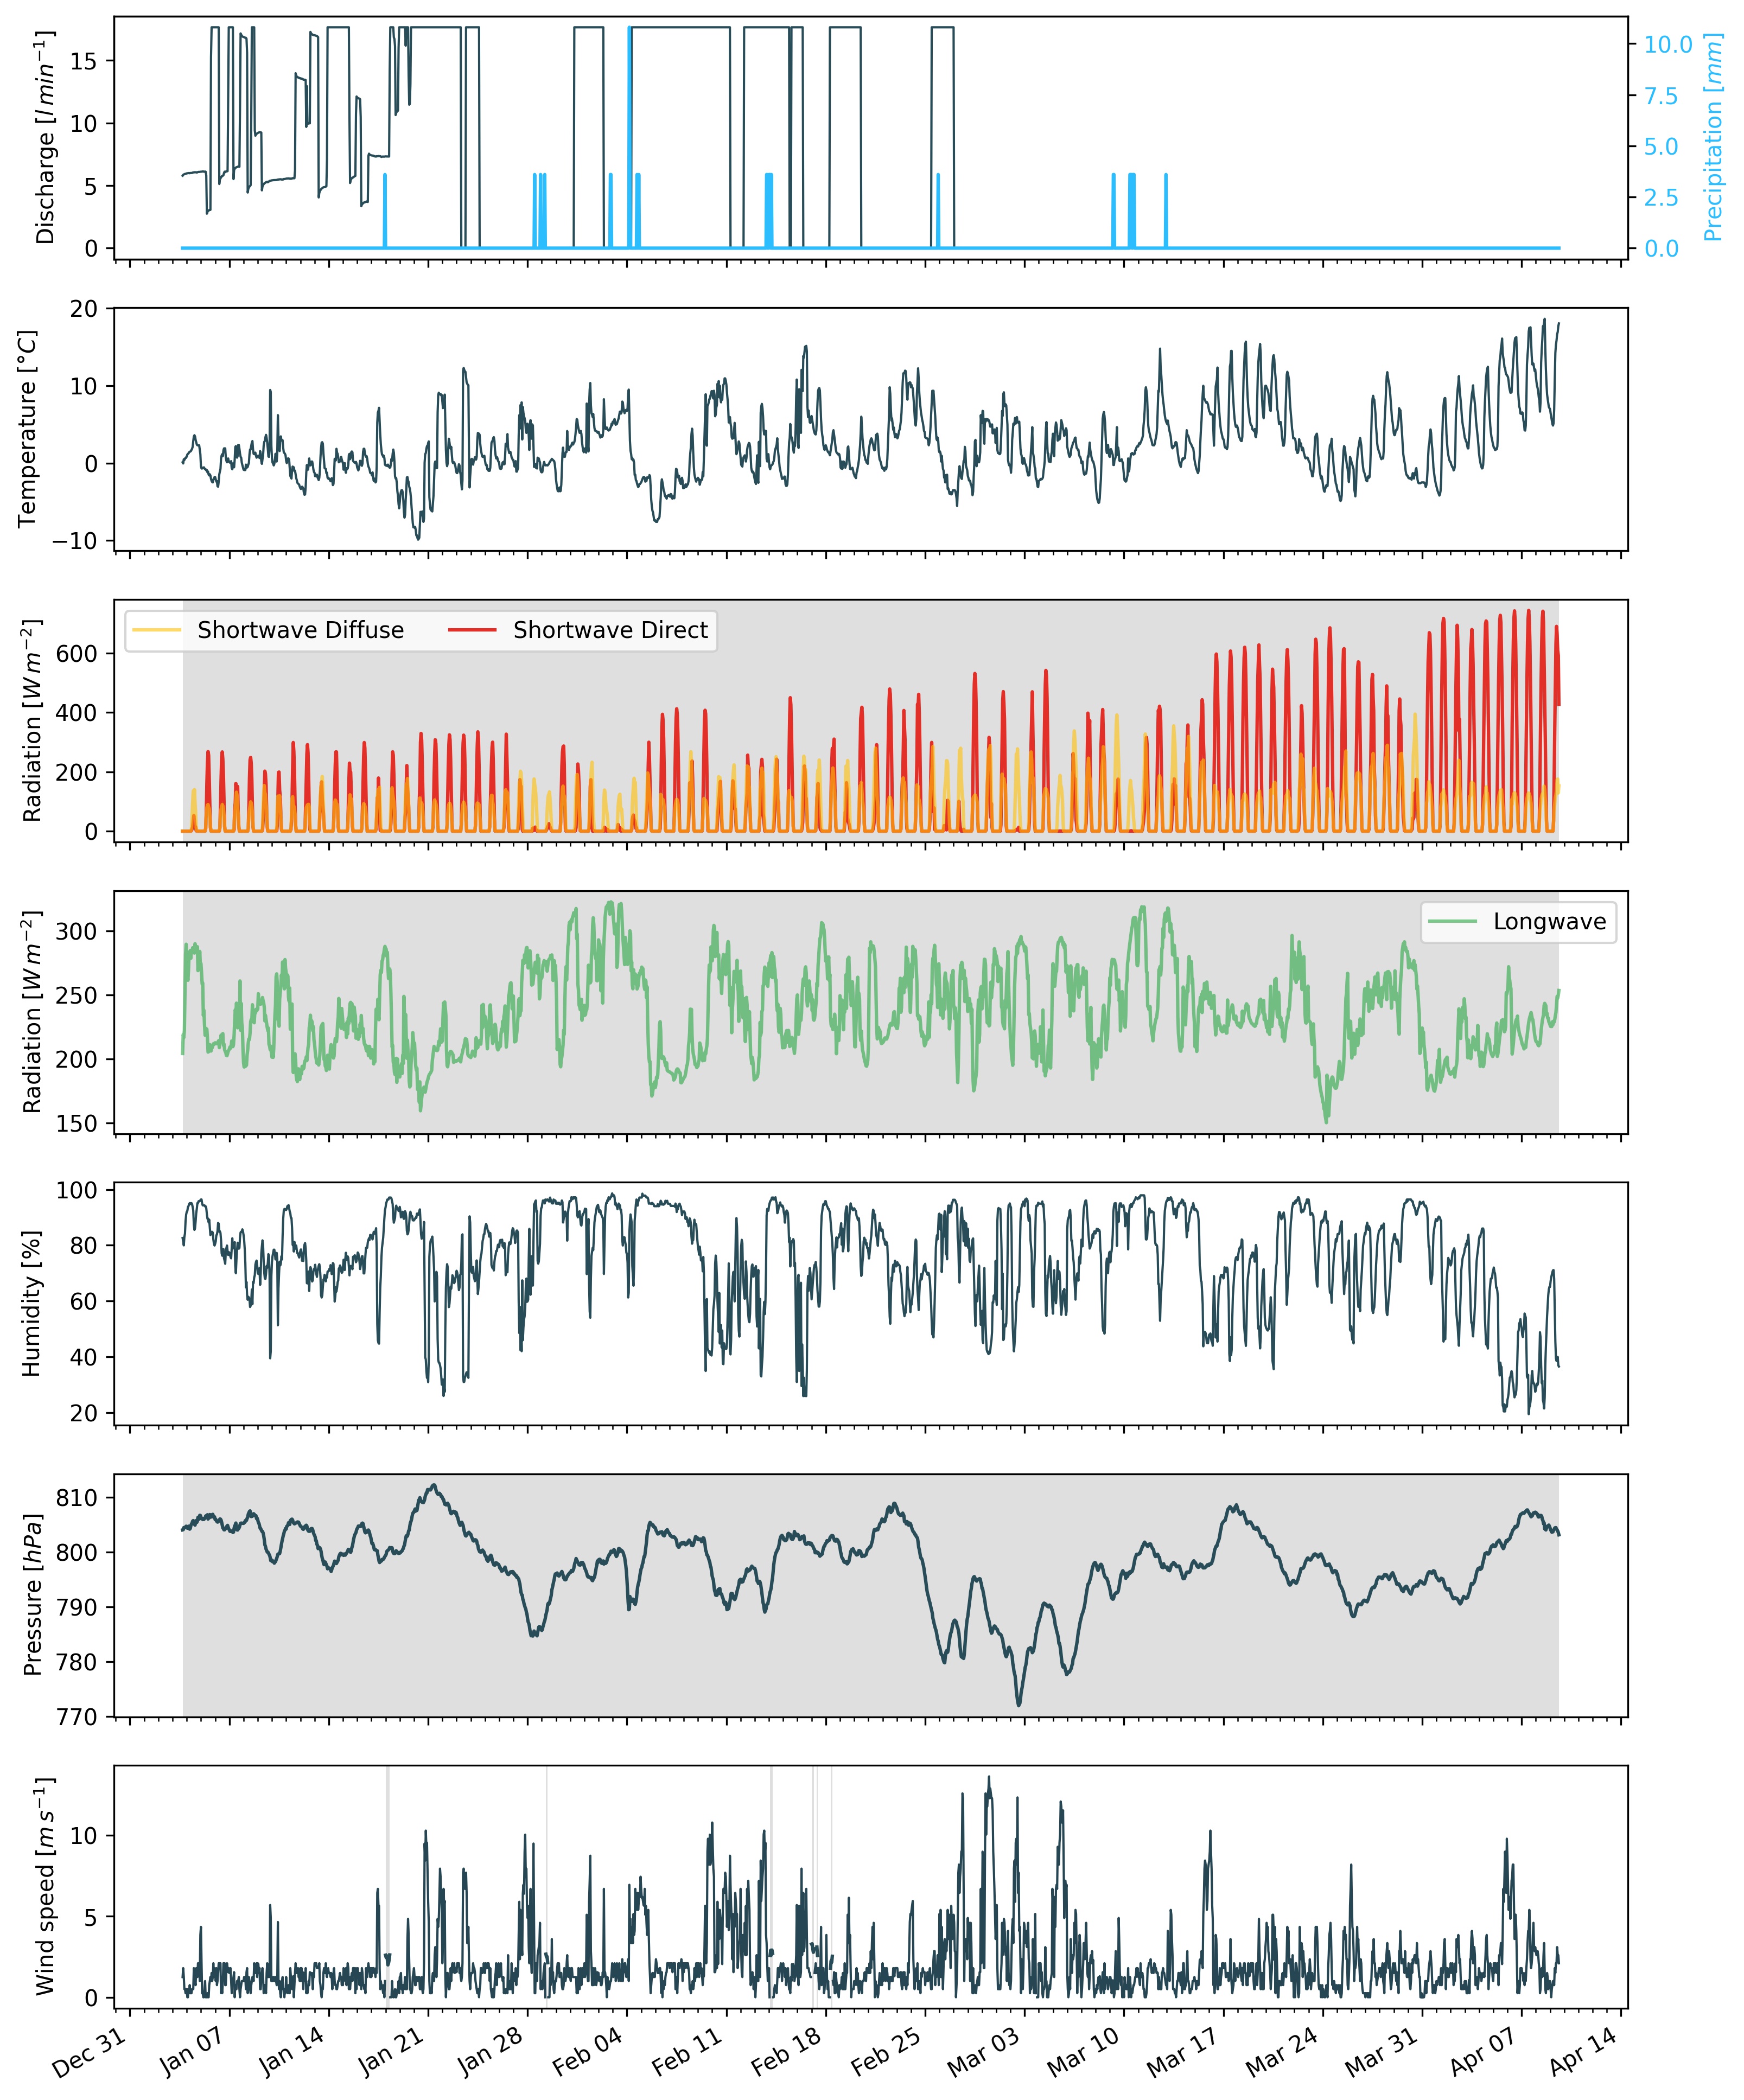 Discharge [l min⁻¹]
15
10
5
0
10.0
7.5
5.0
2.5
0.0
Precipitation [mm]
Temperature [°C]
20
10
0
−10
Radiation [W m⁻²]
600
400
200
0
Shortwave Diffuse
Shortwave Direct
Radiation [W m⁻²]
300
250
200
150
Longwave
Humidity [%]
100
80
60
40
20
Pressure [hPa]
810
800
790
780
770
Wind speed [m s⁻¹]
10
5
0
Dec 31
Jan 07
Jan 14
Jan 21
Jan 28
Feb 04
Feb 11
Feb 18
Feb 25
Mar 03
Mar 10
Mar 17
Mar 24
Mar 31
Apr 07
Apr 14